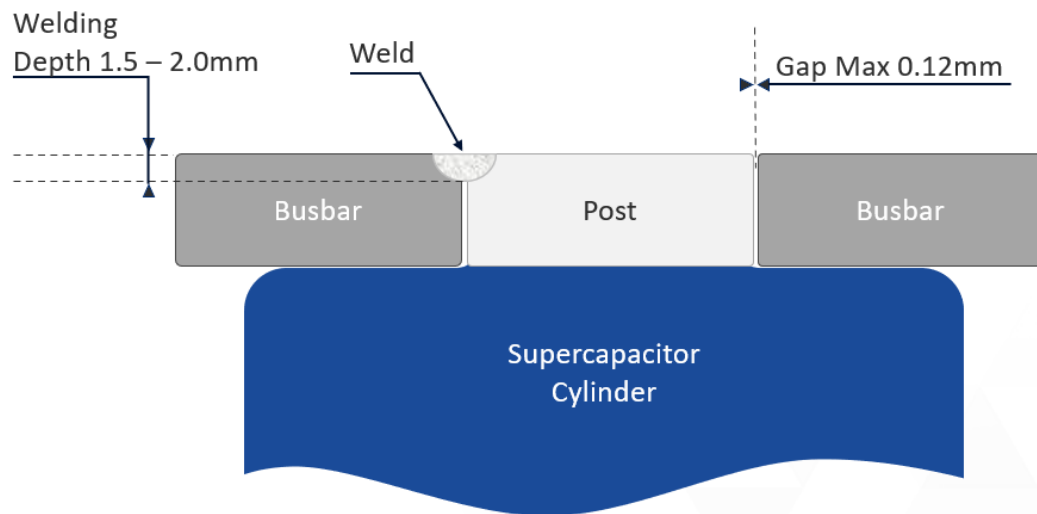 Welding
Depth 1.5 – 2.0mm
Weld
Gap Max 0.12mm
Busbar
Post
Busbar
Supercapacitor
Cylinder